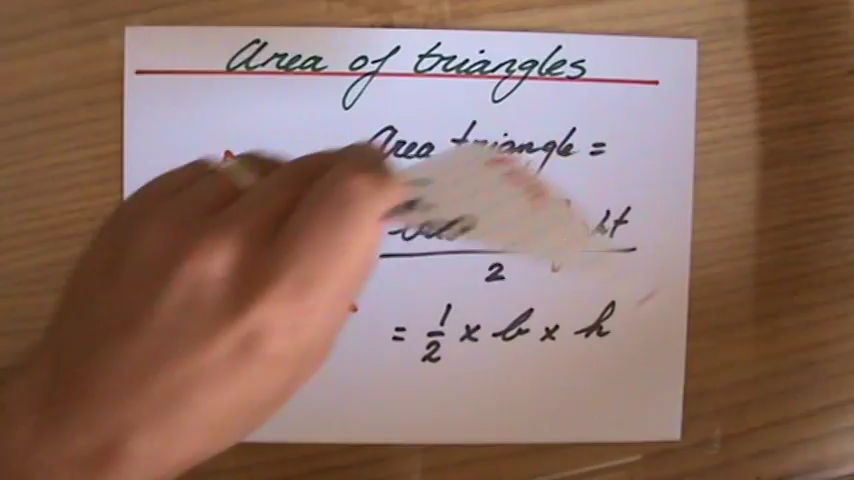 Area of triangles
Area triangle =
2
= 1/2 × b × h